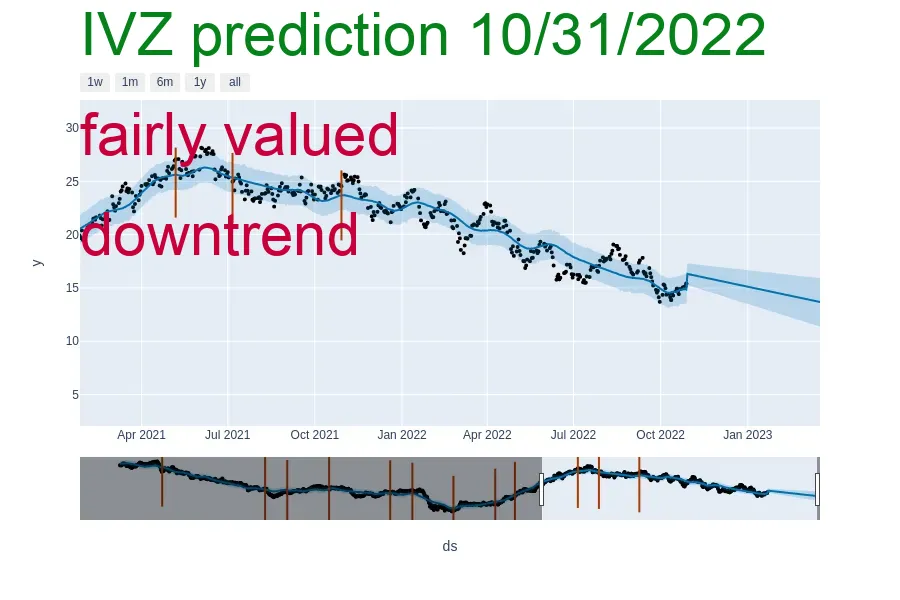 IVZ prediction 10/31/2022
1w 1m 6m 1y all
fairly valued
downtrend
30
25
20
15
10
5
y
Apr 2021 Jul 2021 Oct 2021 Jan 2022 Apr 2022 Jul 2022 Oct 2022 Jan 2023
ds